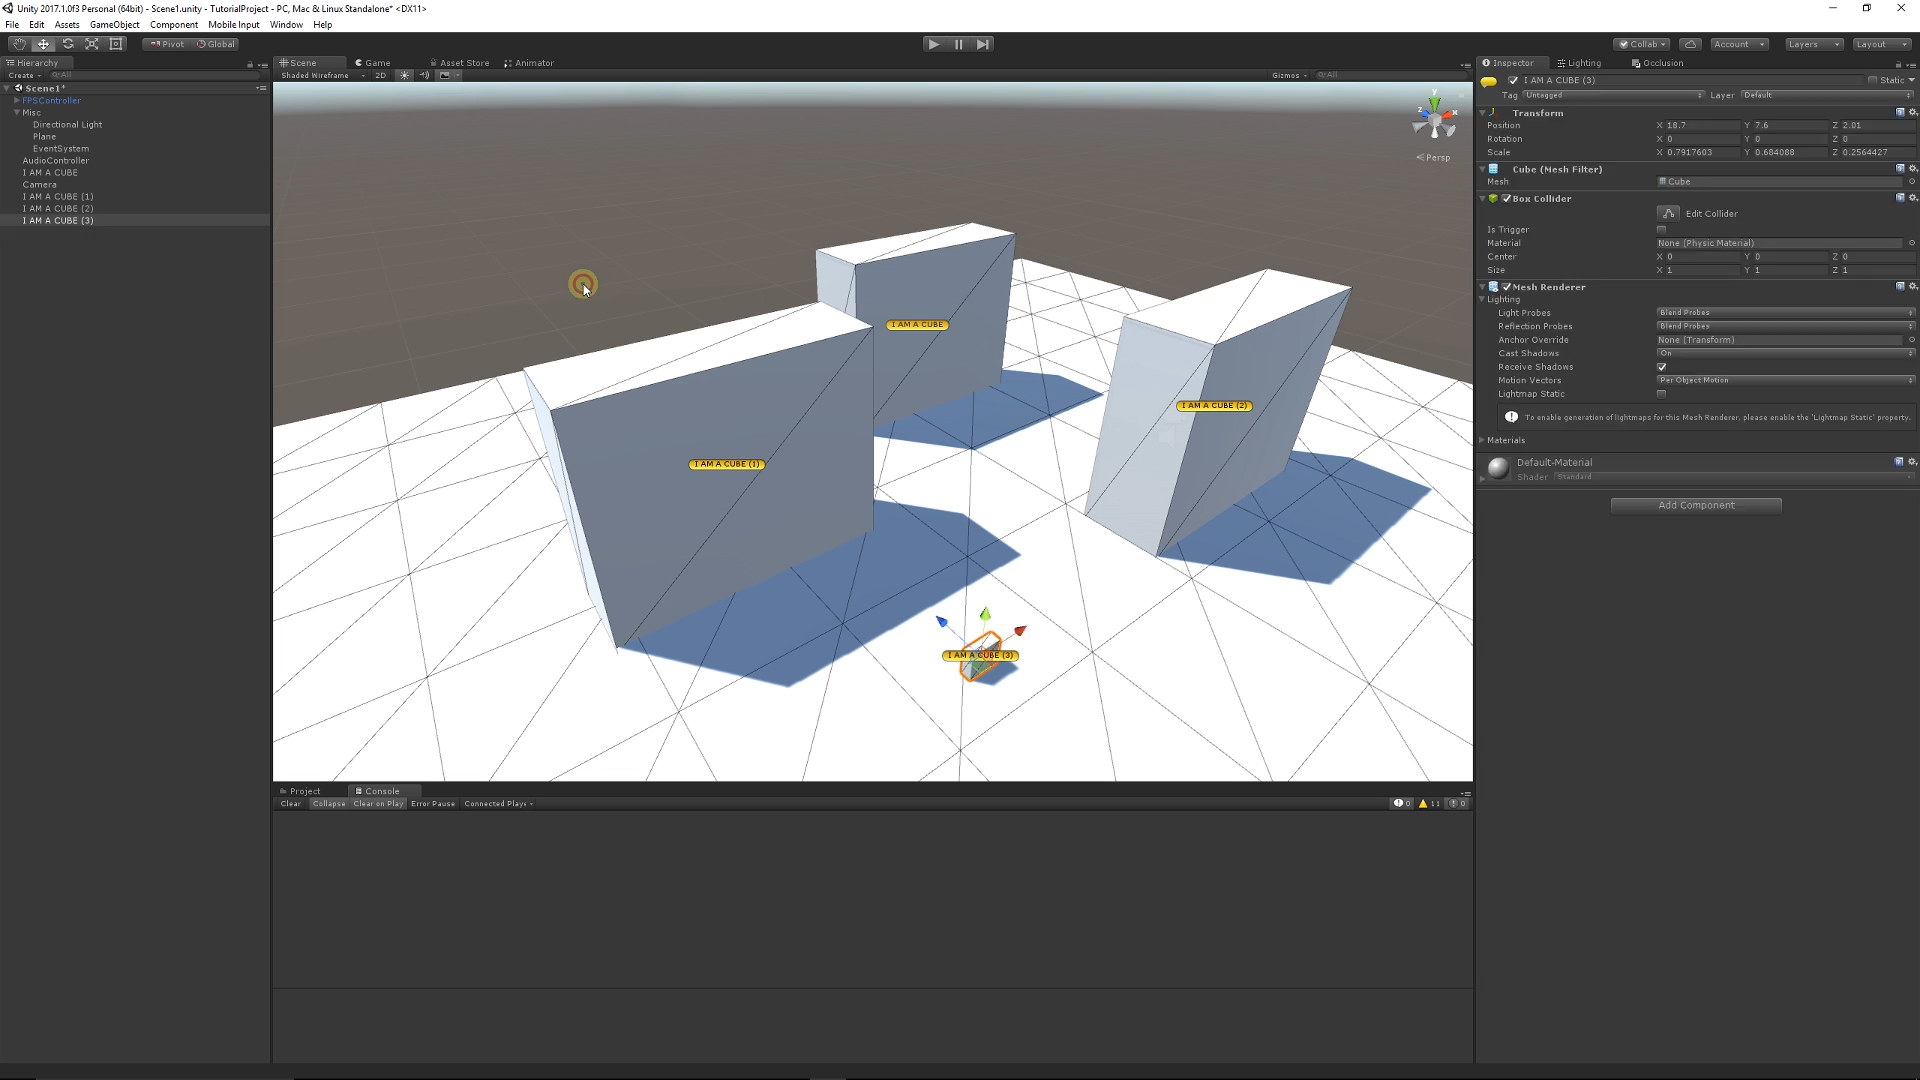 Unity 2017.1.0f3 Personal (64bit) - Scene1.unity - TutorialProject - PC, Mac & Linux Standalone* <DX11>
File Edit Assets GameObject Component Mobile Input Window Help
Pivot Global Collab Account Layers Layout
Hierarchy
Create All
Scene1*
FPSController
Misc
Directional Light
Plane
EventSystem
AudioController
I AM A CUBE
Camera
I AM A CUBE (1)
I AM A CUBE (2)
I AM A CUBE (3)
Scene Game Asset Store Animator
Shaded Wireframe 2D Gizmos All
y
z x
Persp
I AM A CUBE
I AM A CUBE (2)
I AM A CUBE (1)
I AM A CUBE (3)
Project Console
Clear Collapse Clear on Play Error Pause Connected Playe 0 11 0
Inspector Lighting Occlusion
I AM A CUBE (3) Static
Tag Untagged Layer Default
Transform
Position X 18.7 Y 7.6 Z 2.01
Rotation X 0 Y 0 Z 0
Scale X 0.7917603 Y 0.684088 Z 0.2564427
Cube (Mesh Filter)
Mesh Cube
Box Collider
Edit Collider
Is Trigger
Material None (Physic Material)
Center X 0 Y 0 Z 0
Size X 1 Y 1 Z 1
Mesh Renderer
Lighting
Light Probes Blend Probes
Reflection Probes Blend Probes
Anchor Override None (Transform)
Cast Shadows On
Receive Shadows
Motion Vectors Per Object Motion
Lightmap Static
To enable generation of lightmaps for this Mesh Renderer, please enable the 'Lightmap Static' property.
Materials
Default-Material
Shader Standard
Add Component